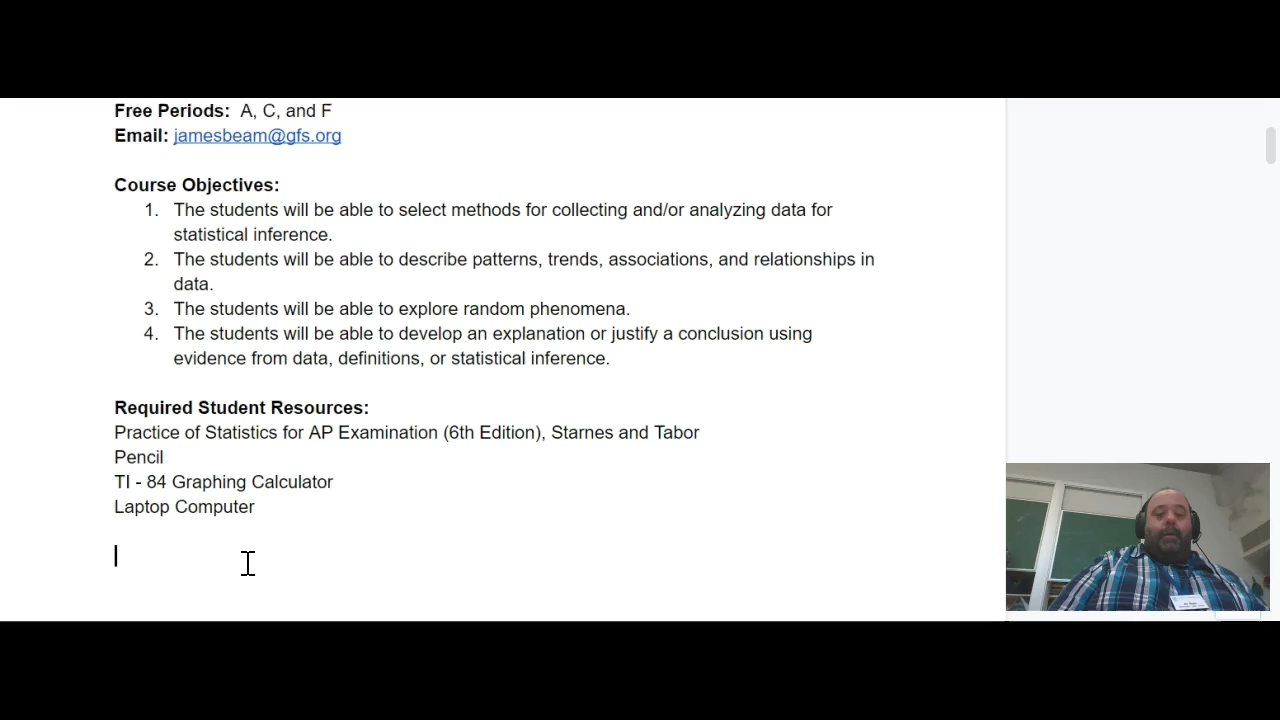 Free Periods: A, C, and F
Email: jamesbeam@gfs.org
Course Objectives:
1. The students will be able to select methods for collecting and/or analyzing data for
statistical inference.
2. The students will be able to describe patterns, trends, associations, and relationships in
data.
3. The students will be able to explore random phenomena.
4. The students will be able to develop an explanation or justify a conclusion using
evidence from data, definitions, or statistical inference.
Required Student Resources:
Practice of Statistics for AP Examination (6th Edition), Starnes and Tabor
Pencil
TI - 84 Graphing Calculator
Laptop Computer